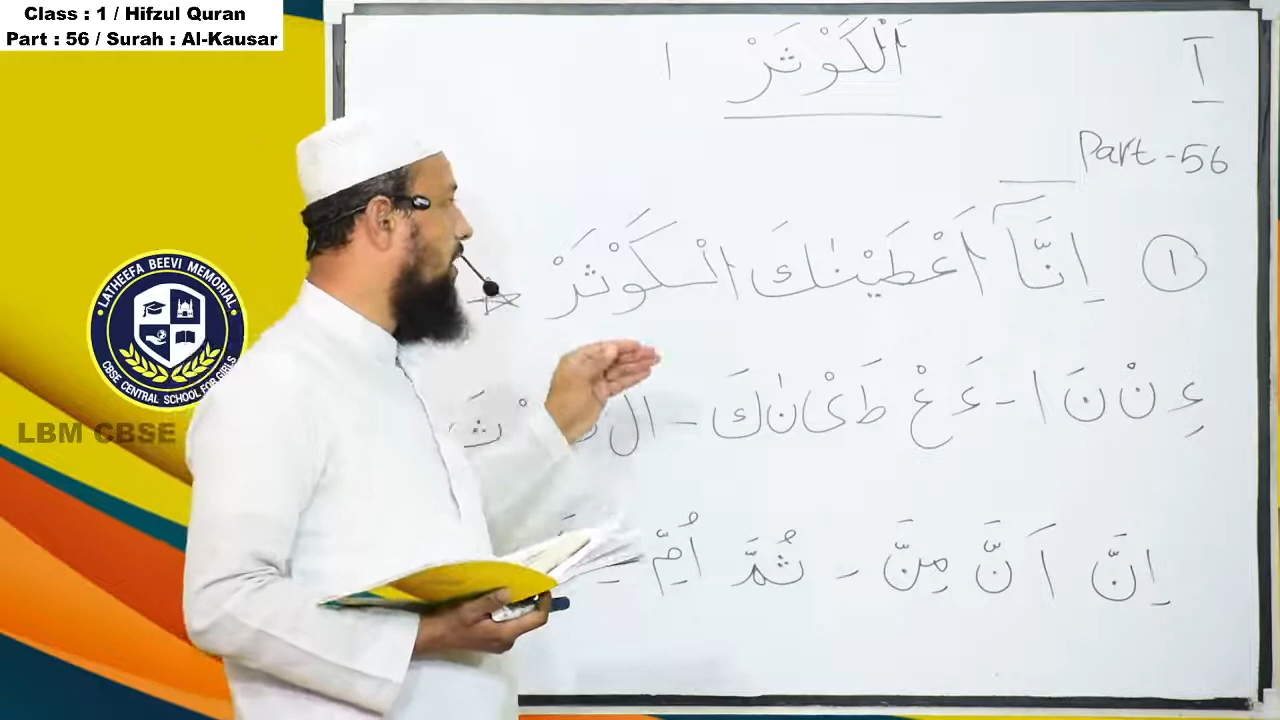 Class : 1 / Hifzul Quran
Part : 56 / Surah : Al-Kausar
اَلْكَوْثَرْ ١
آ
Part -56
١ اِنَّآ اَعْطَيْنٰكَ الْكَوْثَرْ
ءِ نْ نَ ا - ءَ عْ طَ یْ نٰ كَ - ال ثَ
اِنَّ اَ نَّ مِنَّ - ثُمَّ اُمِّ
LATHEEFA BEEVI MEMORIAL
CBSE CENTRAL SCHOOL FOR GIRLS
LBM CBSE